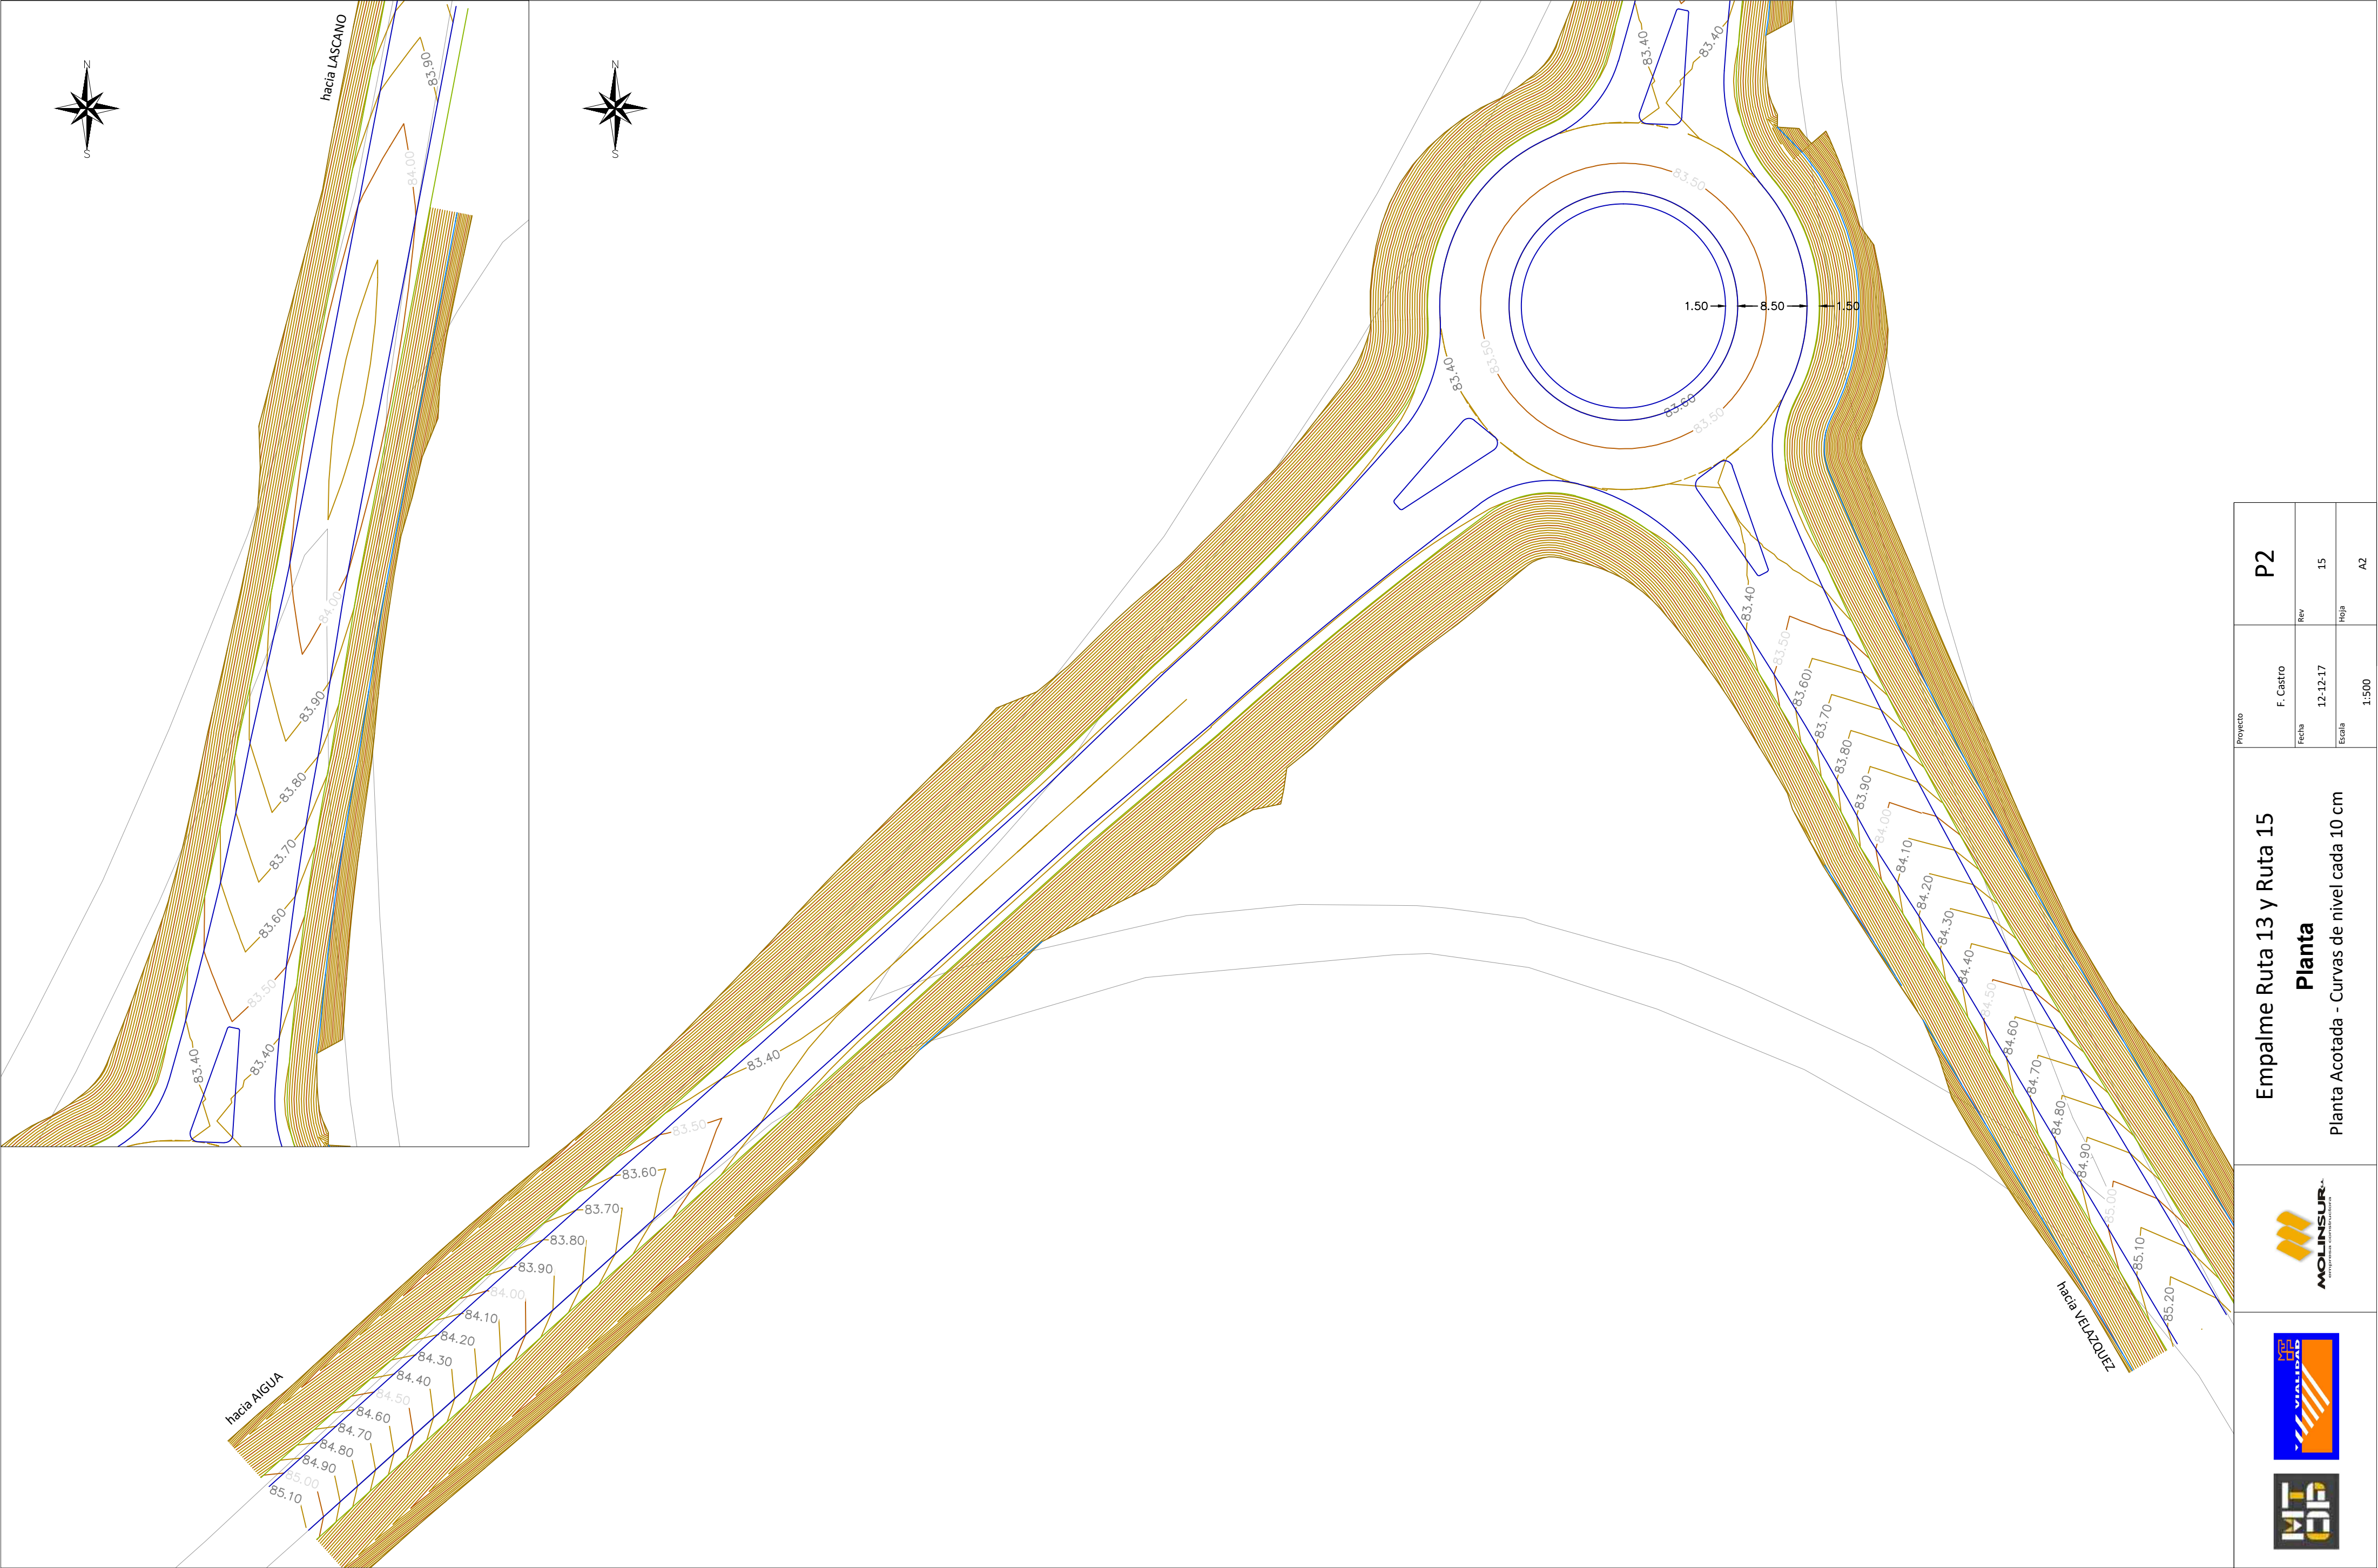 hacia LASCANO
N
S
83.90
84.00
84.00
83.90
83.80
83.70
83.60
83.50
83.40
83.40
N
S
83.40
83.40
83.50
1.50
8.50
1.50
83.50
83.40
83.60
83.50
83.40
83.50
83.60
83.70
83.80
83.90
84.00
84.10
84.20
84.30
84.40
84.50
84.60
84.70
84.80
84.90
85.00
85.10
85.20
hacia VELAZQUEZ
83.40
83.50
83.60
83.70
83.80
83.90
84.00
84.10
84.20
84.30
84.40
84.50
84.60
84.70
84.80
84.90
85.00
85.10
hacia AIGUA
MTOP
VIALIDAD
MOLINSUR
empresa constructora
Empalme Ruta 13 y Ruta 15
Planta
Planta Acotada - Curvas de nivel cada 10 cm
Proyecto
F. Castro
P2
Fecha
12-12-17
Rev
15
Escala
1:500
Hoja
A2